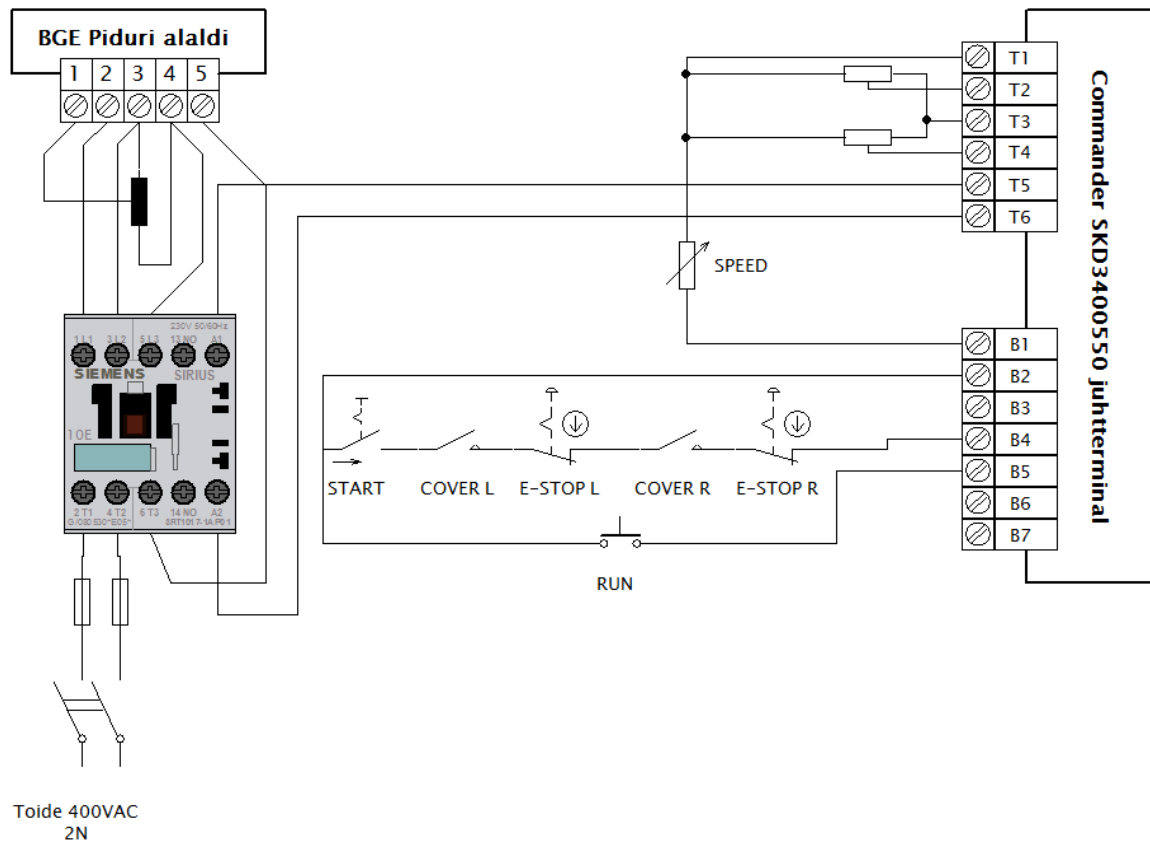 BGE Piduri alaldi
1 2 3 4 5
T1
T2
T3
T4
T5
T6
Commander SKD3400550 juhtterminal
SPEED
B1
B2
B3
B4
B5
B6
B7
230V 50/60Hz
1 L1 3 L2 5 L3 13 NO A1
SIEMENS SIRIUS
10E
2 T1 4 T2 6 T3 14 NO A2
START COVER L E-STOP L COVER R E-STOP R
RUN
Toide 400VAC
2N